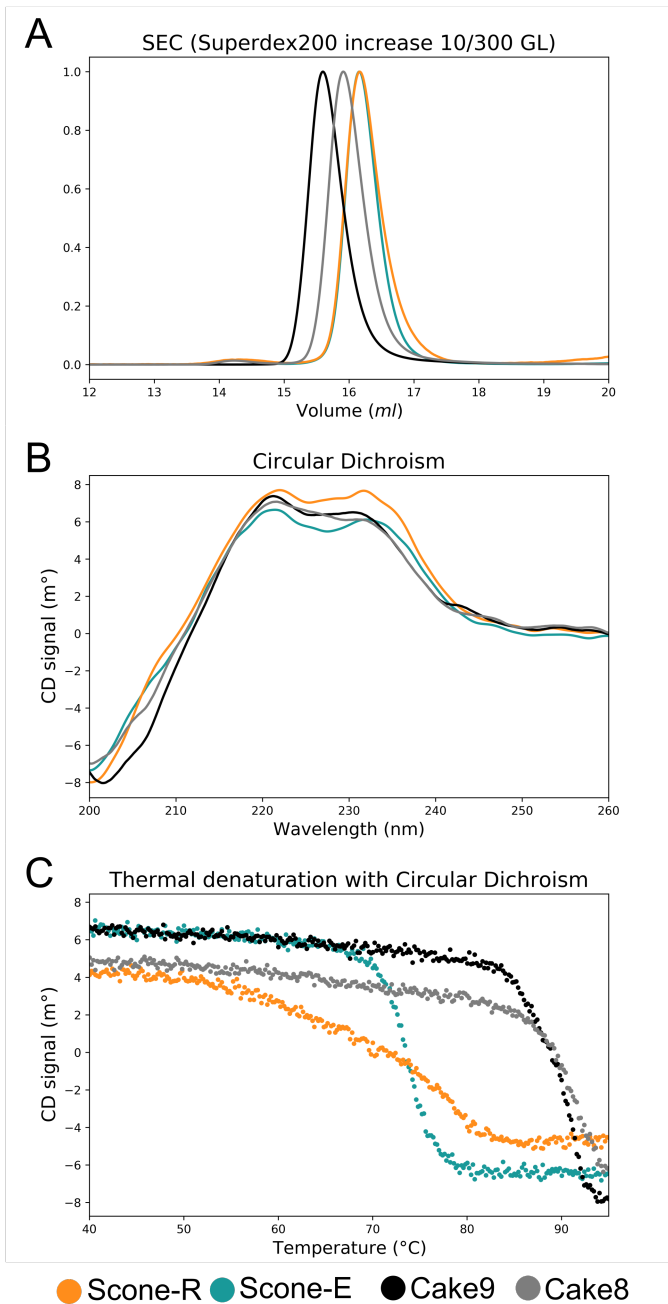 A
SEC (Superdex200 increase 10/300 GL)
1.0
0.8
0.6
0.4
0.2
0.0
12 13 14 15 16 17 18 19 20
Volume (ml)
B
Circular Dichroism
CD signal (m°)
8
6
4
2
0
−2
−4
−6
−8
200 210 220 230 240 250 260
Wavelength (nm)
C
Thermal denaturation with Circular Dichroism
CD signal (m°)
8
6
4
2
0
−2
−4
−6
−8
40 50 60 70 80 90
Temperature (°C)
Scone-R Scone-E Cake9 Cake8